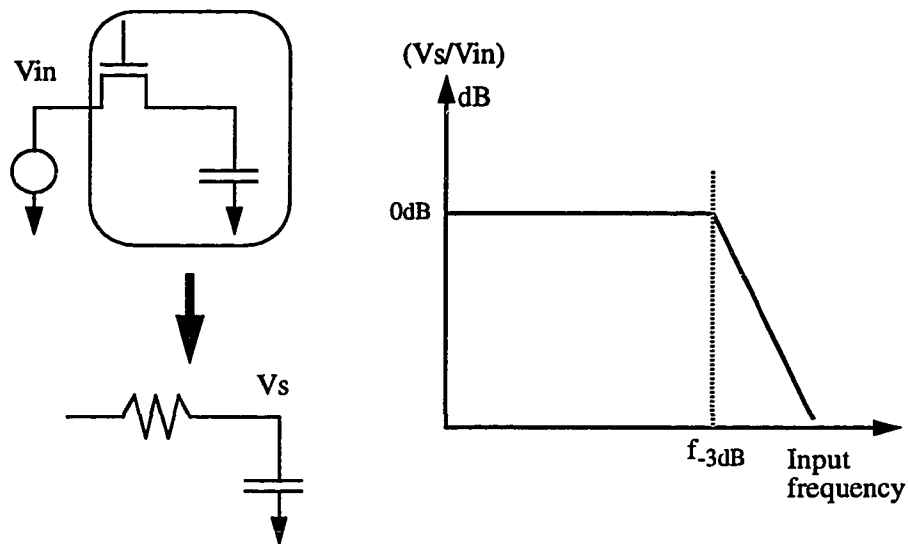 Vin
Vs
(Vs/Vin)
dB
0dB
f-3dB
Input
frequency